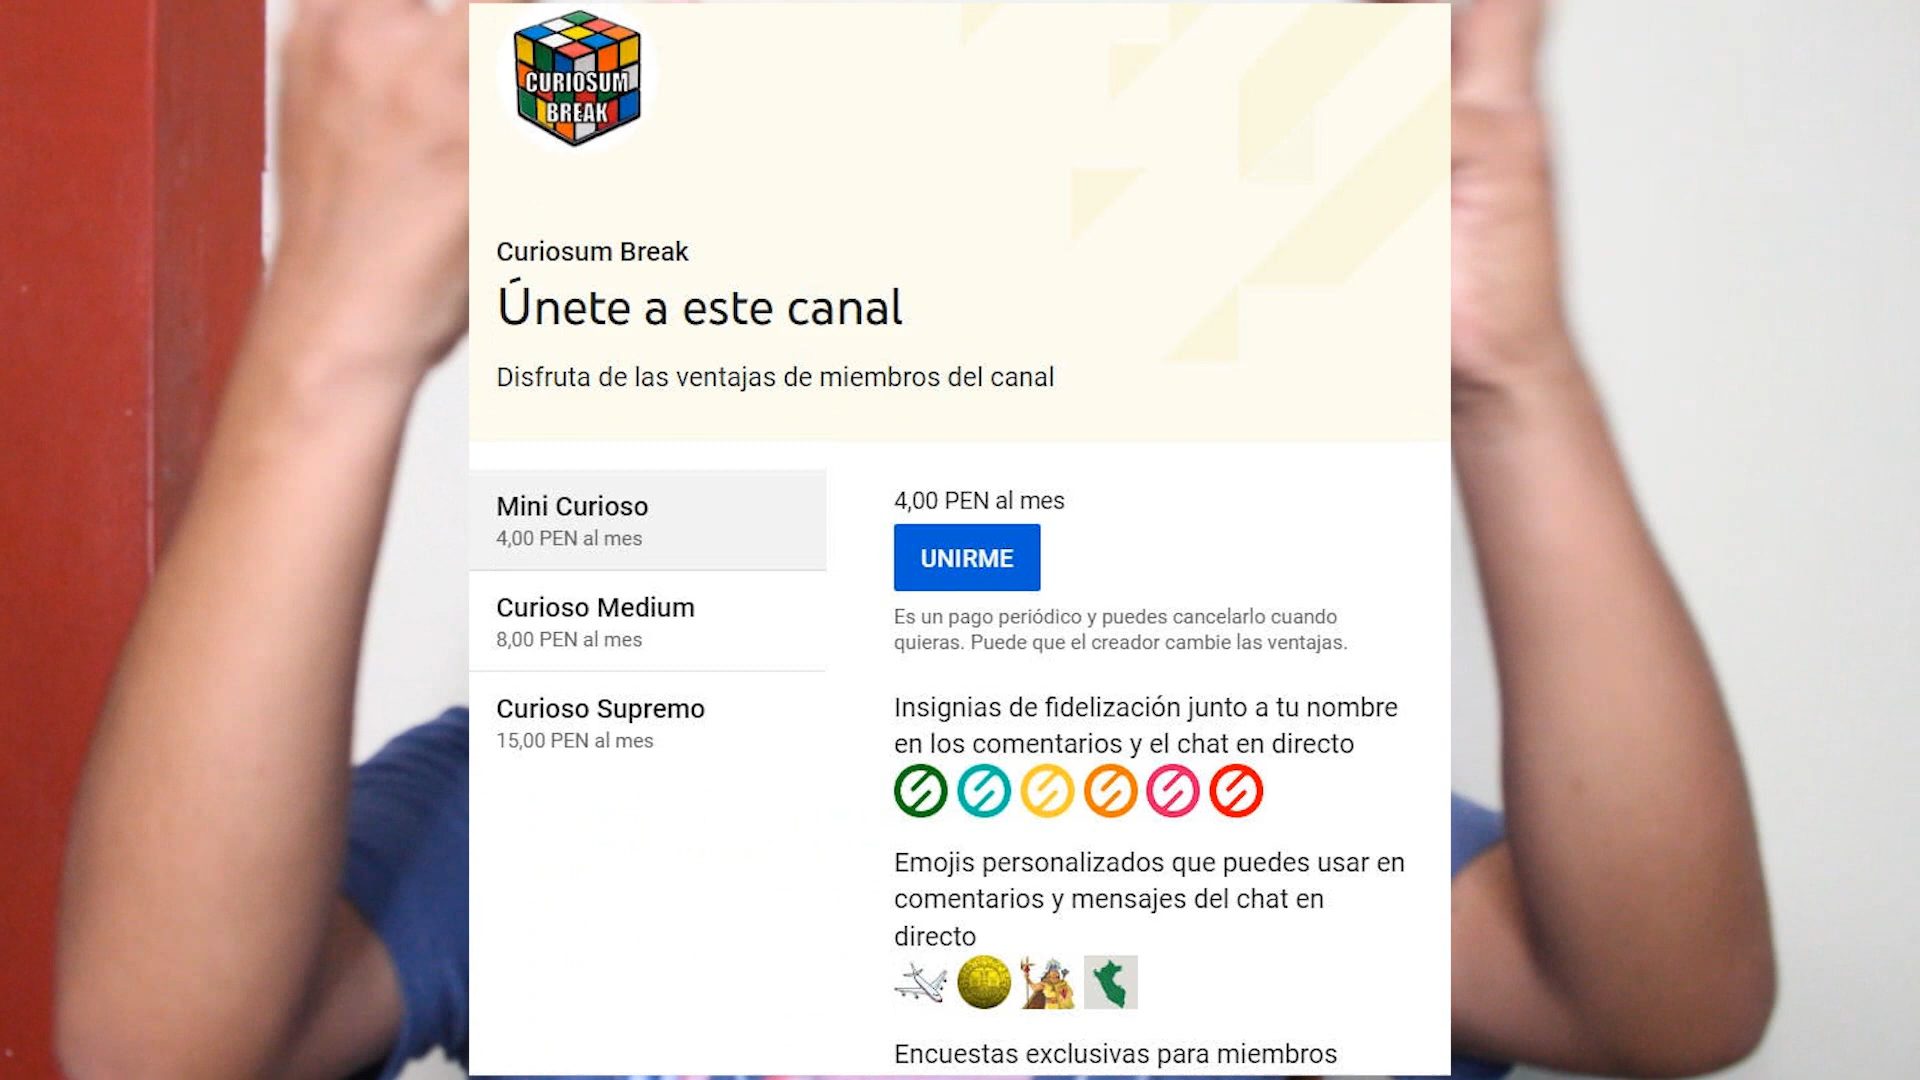 CURIOSUM
BREAK
Curiosum Break
Únete a este canal
Disfruta de las ventajas de miembros del canal
Mini Curioso
4,00 PEN al mes
Curioso Medium
8,00 PEN al mes
Curioso Supremo
15,00 PEN al mes
4,00 PEN al mes
UNIRME
Es un pago periódico y puedes cancelarlo cuando
quieras. Puede que el creador cambie las ventajas.
Insignias de fidelización junto a tu nombre
en los comentarios y el chat en directo
Emojis personalizados que puedes usar en
comentarios y mensajes del chat en
directo
Encuestas exclusivas para miembros